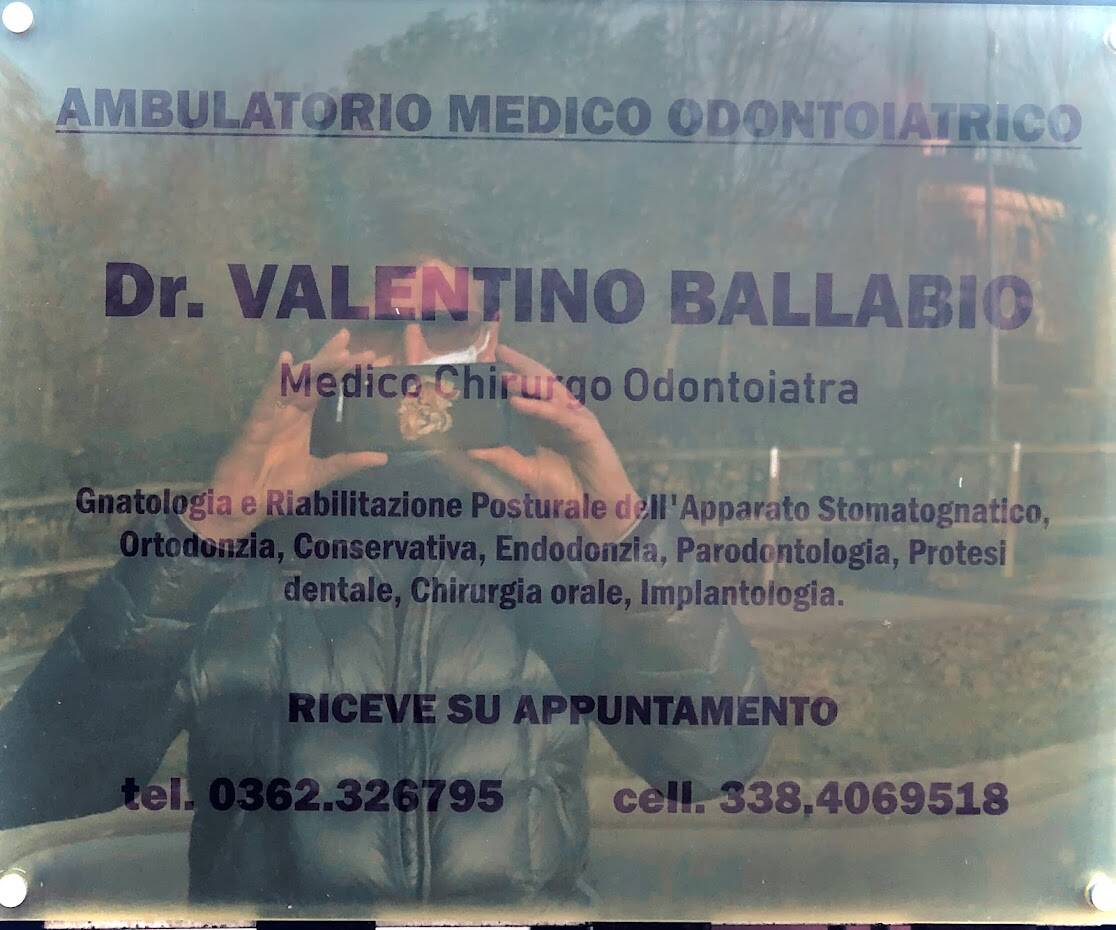 AMBULATORIO MEDICO ODONTOIATRICO
Dr. VALENTINO BALLABIO
Medico Chirurgo Odontoiatra
Gnatologia e Riabilitazione Posturale dell'Apparato Stomatognatico,
Ortodonzia, Conservativa, Endodonzia, Parodontologia, Protesi
dentale, Chirurgia orale, Implantologia.
RICEVE SU APPUNTAMENTO
tel. 0362.326795 cell. 338.4069518